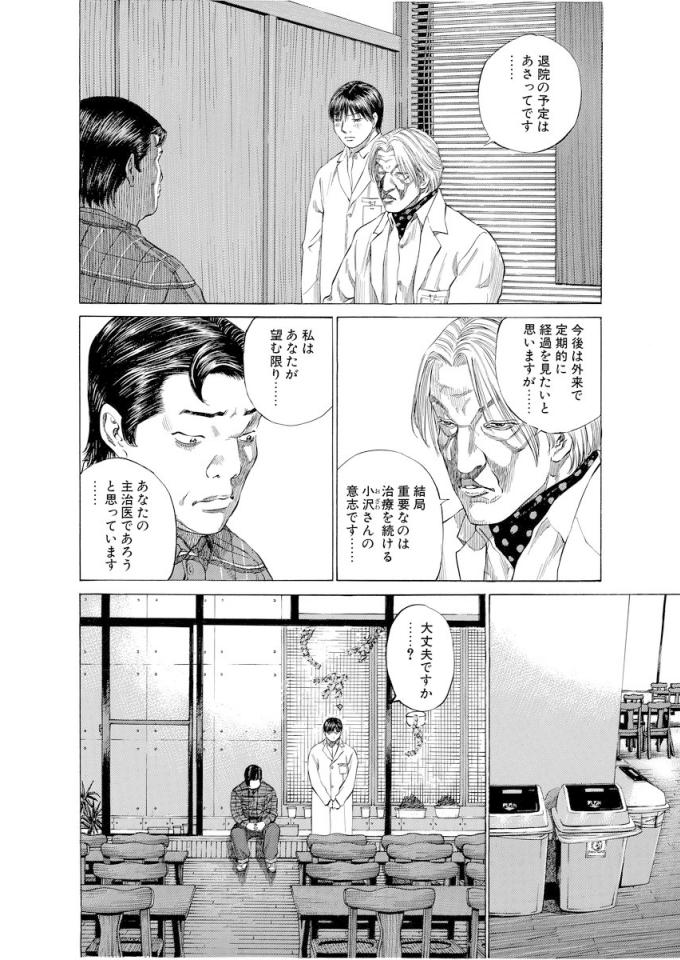 退院の予定は
あさってです
……
今後は外来で
定期的に
経過を見たいと
思いますが……
結局
重要なのは
治療を続ける
小沢さんの
意志です……
私は
あなたが
望む限り……
あなたの
主治医であろう
と思っています
……
大丈夫ですか
……?